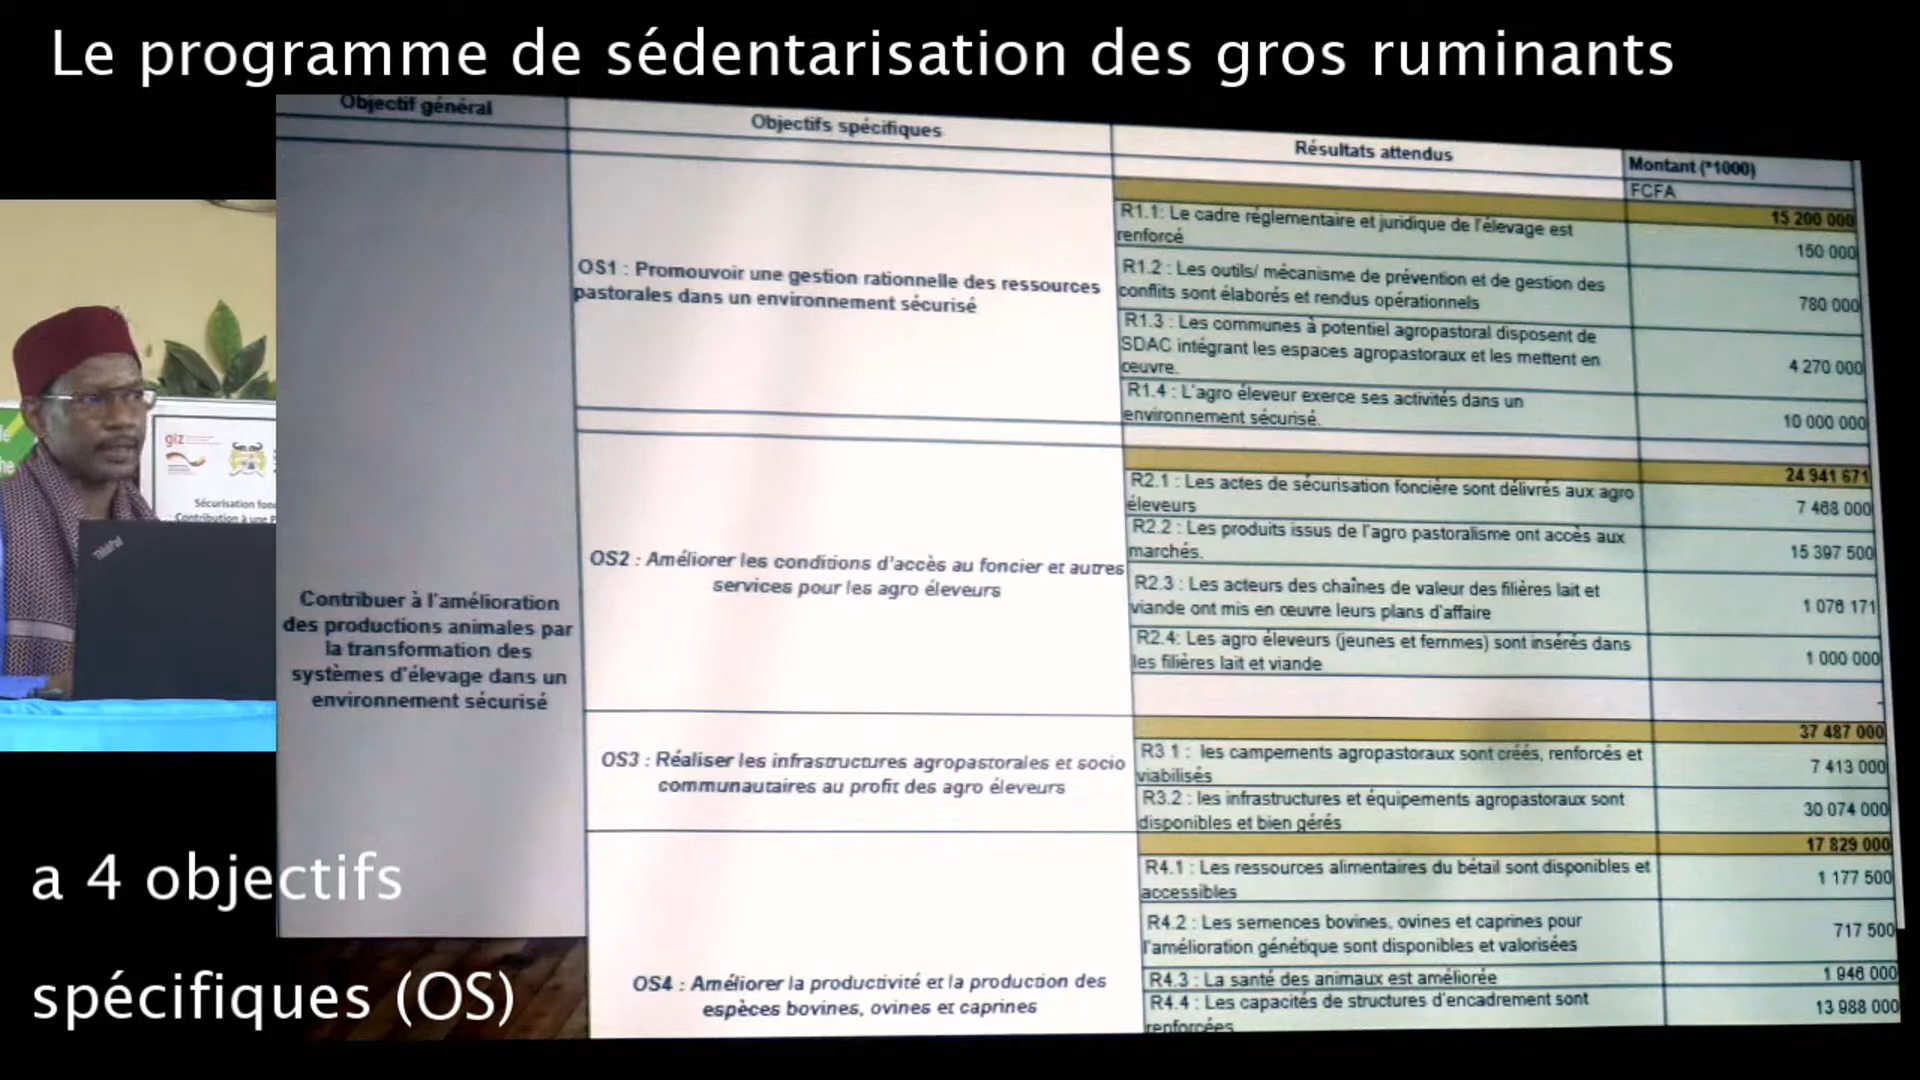 Le programme de sédentarisation des gros ruminants
Objectif général
Objectifs spécifiques
Résultats attendus
Montant (*1000)
FCFA
15 200 000
OS1 : Promouvoir une gestion rationnelle des ressources
pastorales dans un environnement sécurisé
R1.1: Le cadre réglementaire et juridique de l'élevage est
renforcé
150 000
R1.2 : Les outils/ mécanisme de prévention et de gestion des
conflits sont élaborés et rendus opérationnels
780 000
R1.3 : Les communes à potentiel agropastoral disposent de
SDAC intégrant les espaces agropastoraux et les mettent en
œuvre.
4 270 000
R1.4 : L'agro éleveur exerce ses activités dans un
environnement sécurisé.
10 000 000
24 941 671
OS2 : Améliorer les conditions d'accès au foncier et autres
services pour les agro éleveurs
R2.1 : Les actes de sécurisation foncière sont délivrés aux agro
éleveurs
7 468 000
R2.2 : Les produits issus de l'agro pastoralisme ont accès aux
marchés.
15 397 500
R2.3 : Les acteurs des chaînes de valeur des filières lait et
viande ont mis en œuvre leurs plans d'affaire
1 076 171
R2.4: Les agro éleveurs (jeunes et femmes) sont insérés dans
les filières lait et viande
1 000 000
-
Contribuer à l'amélioration
des productions animales par
la transformation des
systèmes d'élevage dans un
environnement sécurisé
37 487 000
OS3 : Réaliser les infrastructures agropastorales et socio
communautaires au profit des agro éleveurs
R3 1 : les campements agropastoraux sont créés, renforcés et
viabilisés
7 413 000
R3.2 : les infrastructures et équipements agropastoraux sont
disponibles et bien gérés
30 074 000
17 829 000
OS4 : Améliorer la productivité et la production des
espèces bovines, ovines et caprines
R4.1 : Les ressources alimentaires du bétail sont disponibles et
accessibles
1 177 500
R4.2 : Les semences bovines, ovines et caprines pour
l'amélioration génétique sont disponibles et valorisées
717 500
R4.3 : La santé des animaux est améliorée
1 946 000
R4.4 : Les capacités de structures d'encadrement sont
renforcées
13 988 000
giz
Sécurisation
Contribution à une
ThinkPad
a 4 objectifs
spécifiques (OS)